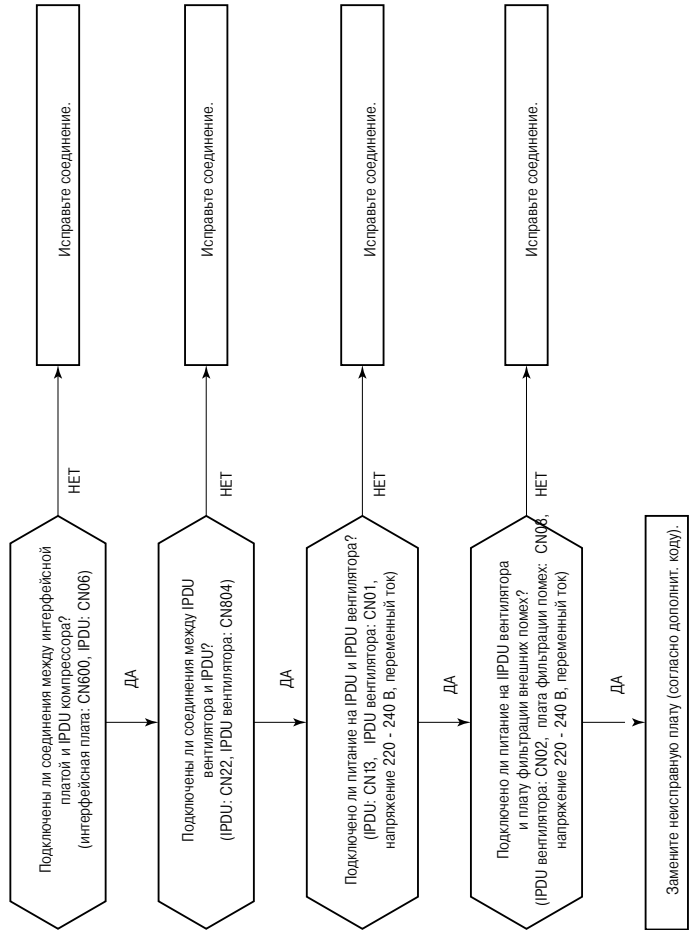 Подключены ли соединения между интерфейсной
платой и IPDU компрессора?
(интерфейсная плата: CN600, IPDU: CN06)
НЕТ
Исправьте соединение.
ДА
Подключены ли соединения между IPDU
вентилятора и IPDU?
(IPDU: CN22, IPDU вентилятора: CN804)
НЕТ
Исправьте соединение.
ДА
Подключено ли питание на IPDU и IPDU вентилятора?
(IPDU: CN13, IPDU вентилятора: CN01,
напряжение 220 - 240 В, переменный ток)
НЕТ
Исправьте соединение.
ДА
Подключено ли питание на IIPDU вентилятора
и плату фильтрации внешних помех?
(IPDU вентилятора: CN02, плата фильтрации помех: CN08,
напряжение 220 - 240 В, переменный ток)
НЕТ
Исправьте соединение.
ДА
Замените неисправную плату (согласно дополнит. коду).